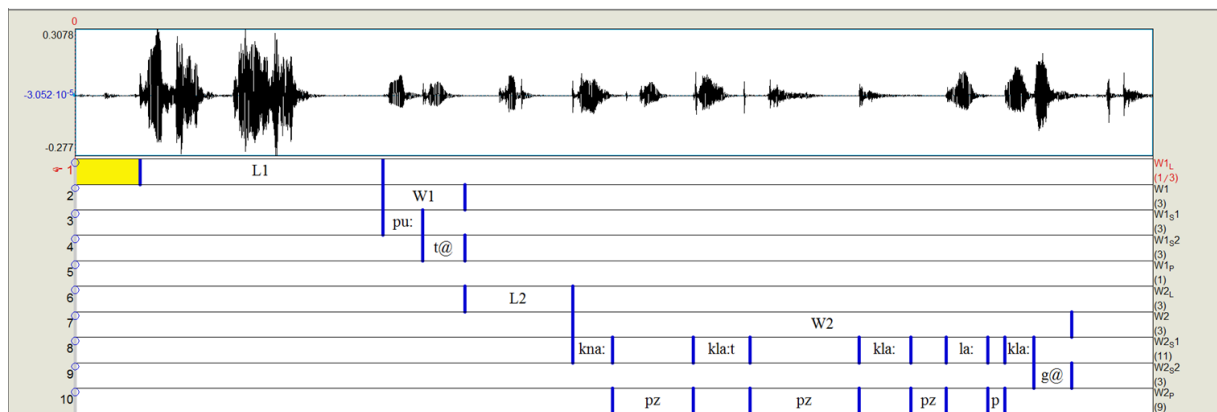 0
0.3078
-3.052·10-5
-0.277
1 L1 W1L (1/3)
2 W1 W1 (3)
3 pu: W1S1 (3)
4 t@ W1S2 (3)
5 W1P (1)
6 L2 W2L (3)
7 W2 W2 (3)
8 kna: kla:t kla: la: kla: W2S1 (11)
9 g@ W2S2 (3)
10 pz pz pz p W2P (9)